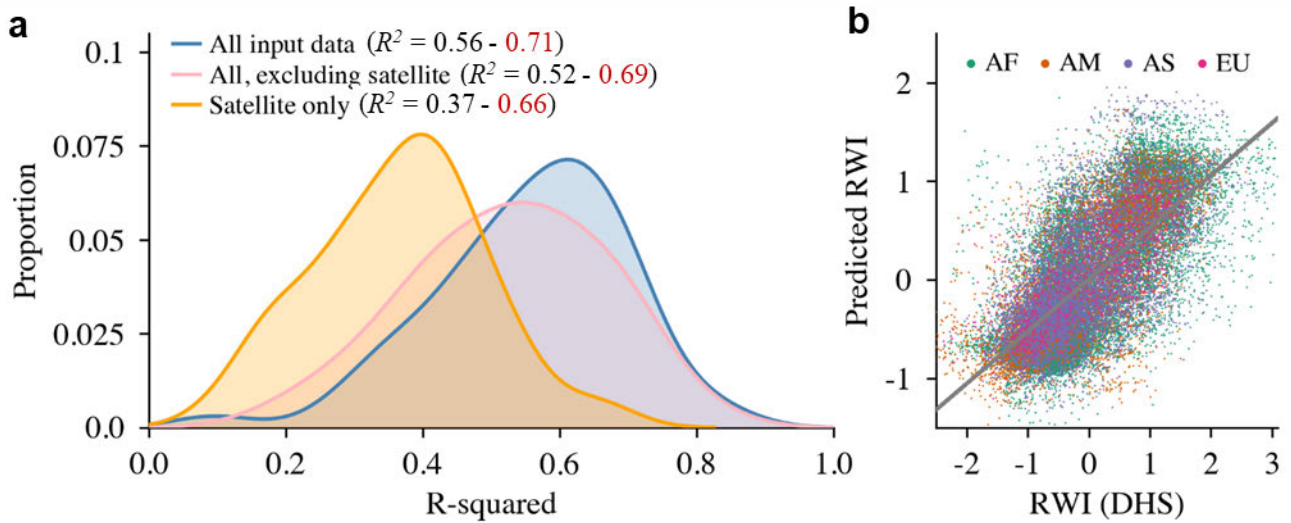 a
All input data (R² = 0.56 - 0.71)
All, excluding satellite (R² = 0.52 - 0.69)
Satellite only (R² = 0.37 - 0.66)
Proportion
0.1
0.075
0.05
0.025
0.0
0.0 0.2 0.4 0.6 0.8 1.0
R-squared
b
AF AM AS EU
Predicted RWI
2
1
0
-1
-2 -1 0 1 2 3
RWI (DHS)